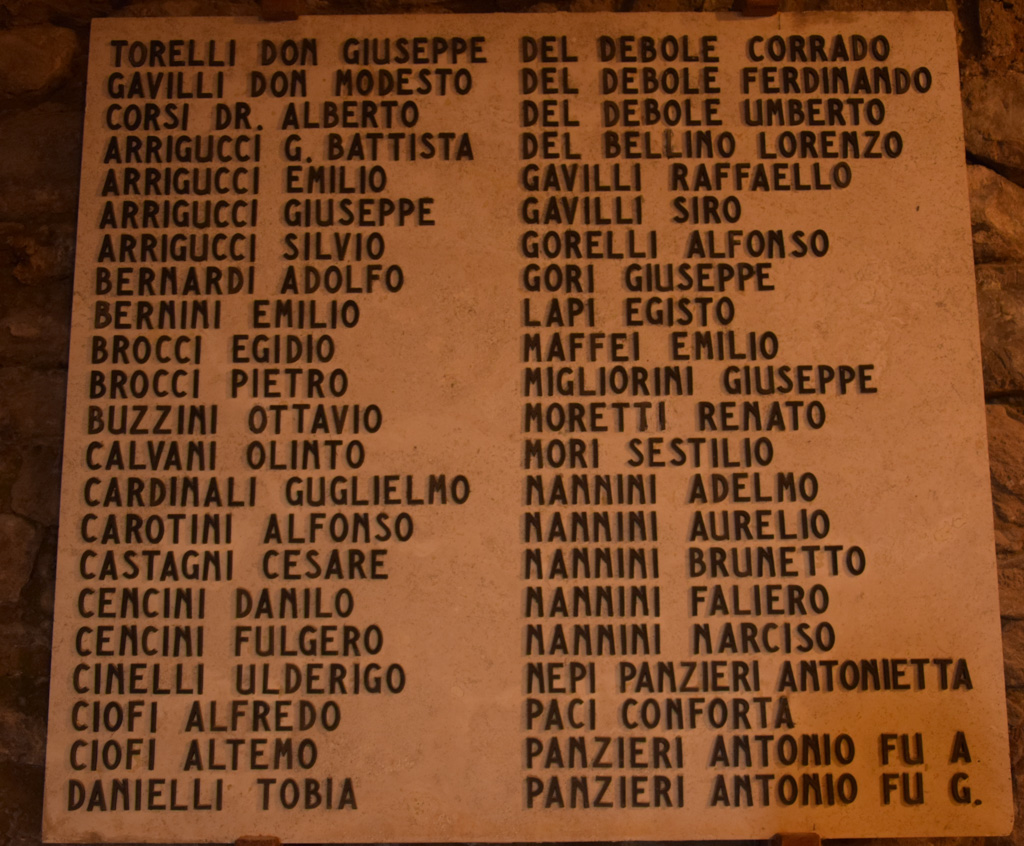 TORELLI DON GIUSEPPE
GAVILLI DON MODESTO
CORSI DR. ALBERTO
ARRIGUCCI G. BATTISTA
ARRIGUCCI EMILIO
ARRIGUCCI GIUSEPPE
ARRIGUCCI SILVIO
BERNARDI ADOLFO
BERNINI EMILIO
BROCCI EGIDIO
BROCCI PIETRO
BUZZINI OTTAVIO
CALVANI OLINTO
CARDINALI GUGLIELMO
CAROTINI ALFONSO
CASTAGNI CESARE
CENCINI DANILO
CENCINI FULGERO
CINELLI ULDERIGO
CIOFI ALFREDO
CIOFI ALTEMO
DANIELLI TOBIA
DEL DEBOLE CORRADO
DEL DEBOLE FERDINANDO
DEL DEBOLE UMBERTO
DEL BELLINO LORENZO
GAVILLI RAFFAELLO
GAVILLI SIRO
GORELLI ALFONSO
GORI GIUSEPPE
LAPI EGISTO
MAFFEI EMILIO
MIGLIORINI GIUSEPPE
MORETTI RENATO
MORI SESTILIO
NANNINI ADELMO
NANNINI AURELIO
NANNINI BRUNETTO
NANNINI FALIERO
NANNINI NARCISO
NEPI PANZIERI ANTONIETTA
PACI CONFORTA
PANZIERI ANTONIO FU A
PANZIERI ANTONIO FU G.